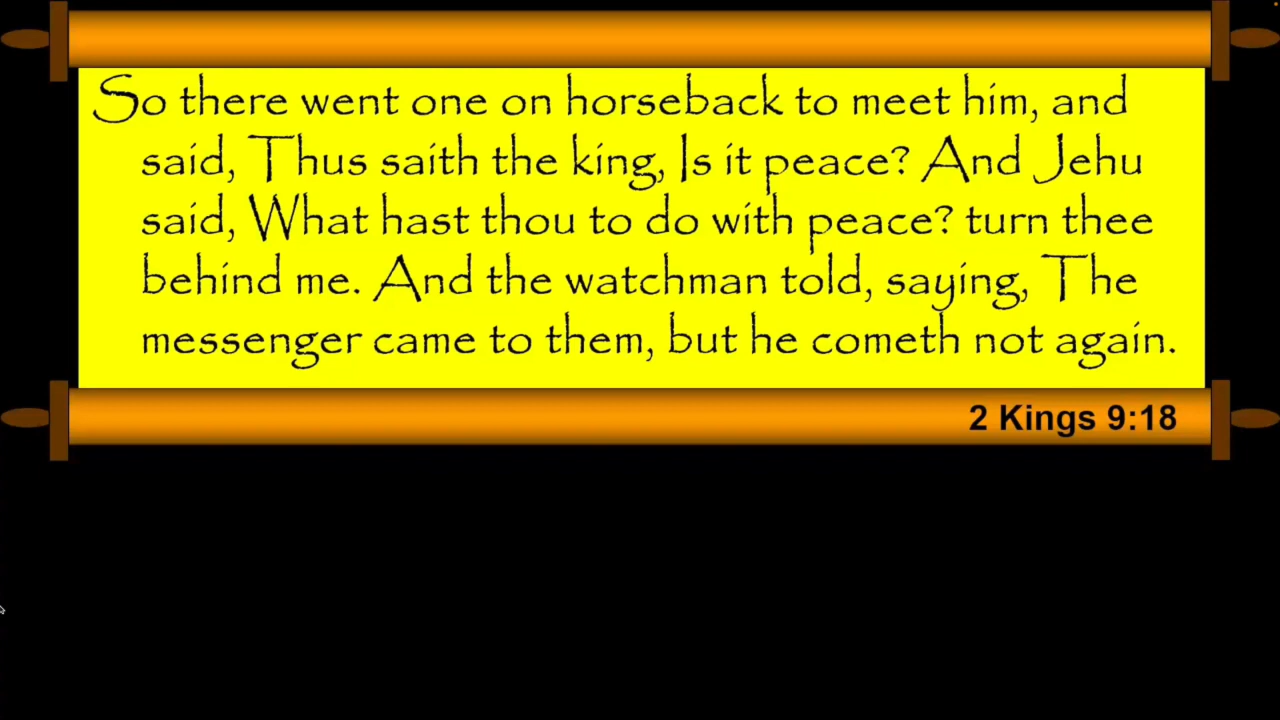 So there went one on horseback to meet him, and
said, Thus saith the king, Is it peace? And Jehu
said, What hast thou to do with peace? turn thee
behind me. And the watchman told, saying, The
messenger came to them, but he cometh not again.
2 Kings 9:18